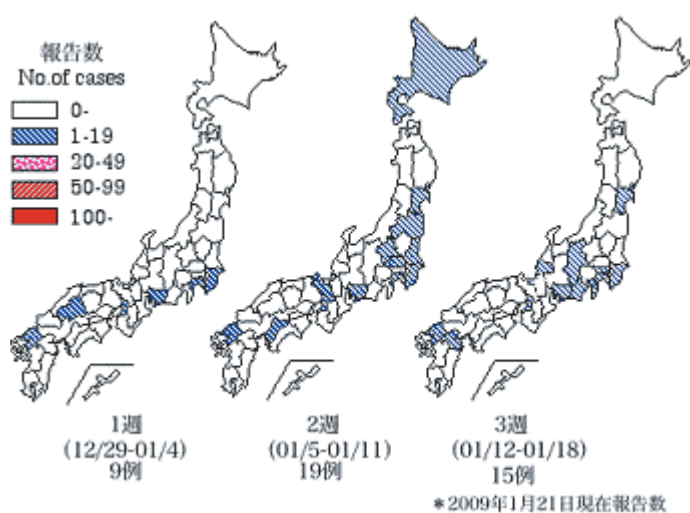 報告数
No.of cases
0-
1-19
20-49
50-99
100-
1週
(12/29-01/4)
9例
2週
(01/5-01/11)
19例
3週
(01/12-01/18)
15例
*2009年1月21日現在報告数